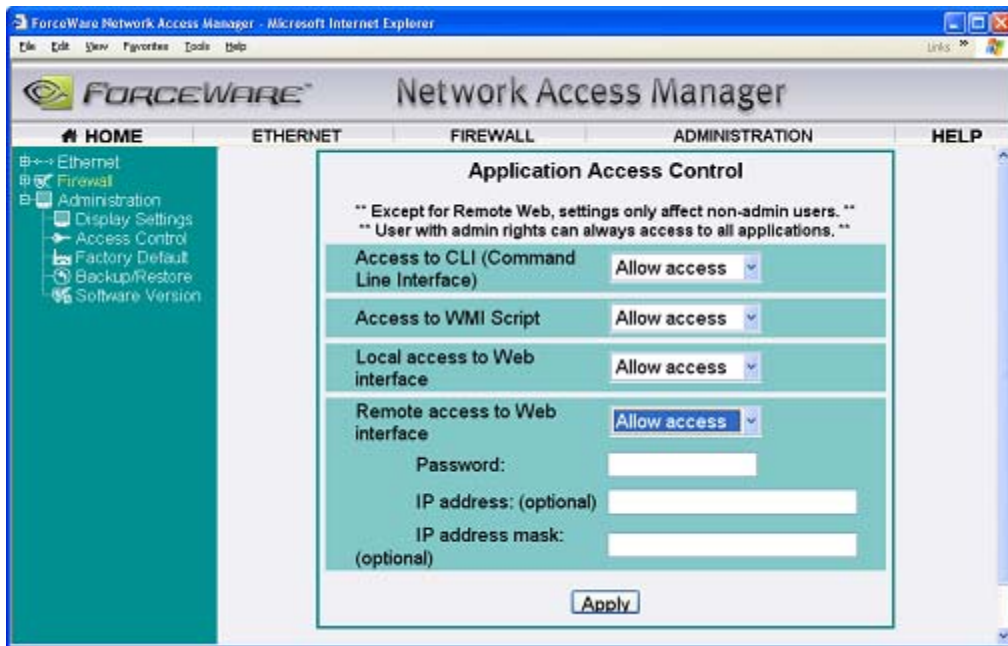 ForceWare Network Access Manager - Microsoft Internet Explorer
File Edit View Favorites Tools Help
Links »
FORCEWARE™ Network Access Manager
HOME ETHERNET FIREWALL ADMINISTRATION HELP
Ethernet
Firewall
Administration
Display Settings
Access Control
Factory Default
Backup/Restore
Software Version
Application Access Control
** Except for Remote Web, settings only affect non-admin users. **
** User with admin rights can always access to all applications. **
Access to CLI (Command
Line Interface)
Allow access
Access to WMI Script
Allow access
Local access to Web
interface
Allow access
Remote access to Web
interface
Allow access
Password:
IP address: (optional)
IP address mask:
(optional)
Apply